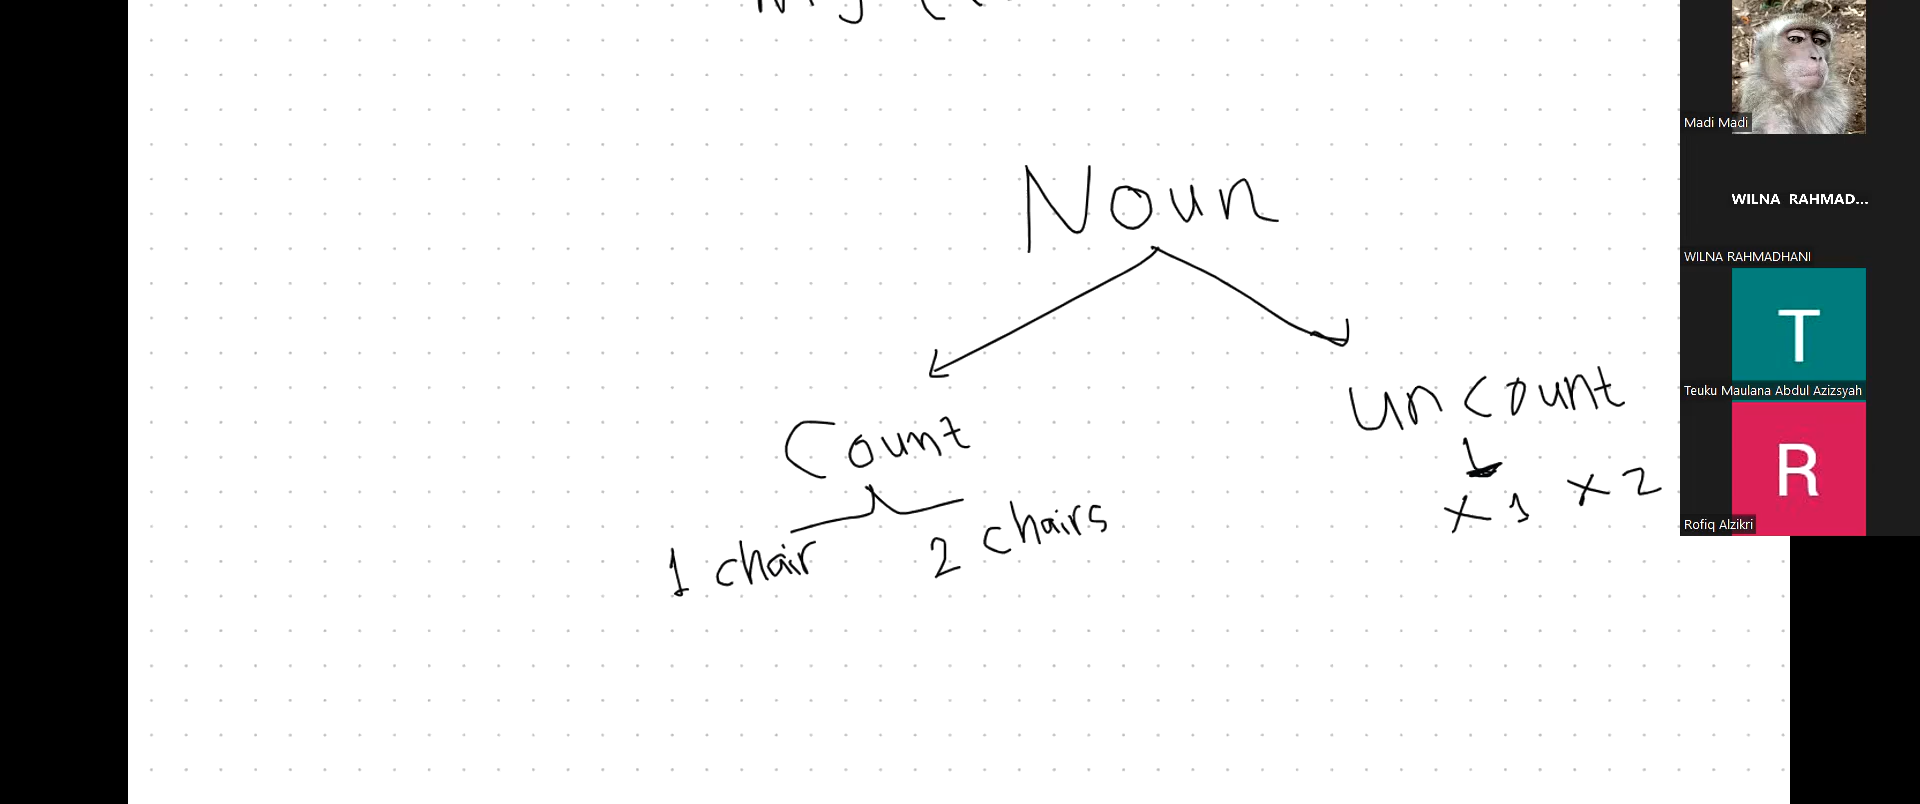 Noun
Count
uncount
x 1 x 2
1 chair 2 chairs
Madi Madi
WILNA RAHMAD...
WILNA RAHMADHANI
T
Teuku Maulana Abdul Azizsyah
R
Rofiq Alzikri